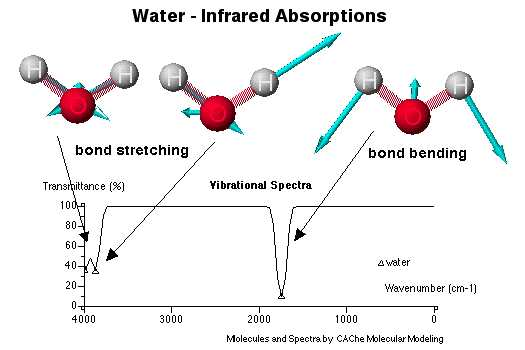 Water - Infrared Absorptions
H H H H H H
O O O
bond stretching
bond bending
Transmittance (%)
Vibrational Spectra
100
80
60
40
20
0
△ water
Wavenumber (cm-1)
4000 3000 2000 1000 0
Molecules and Spectra by CAChe Molecular Modeling